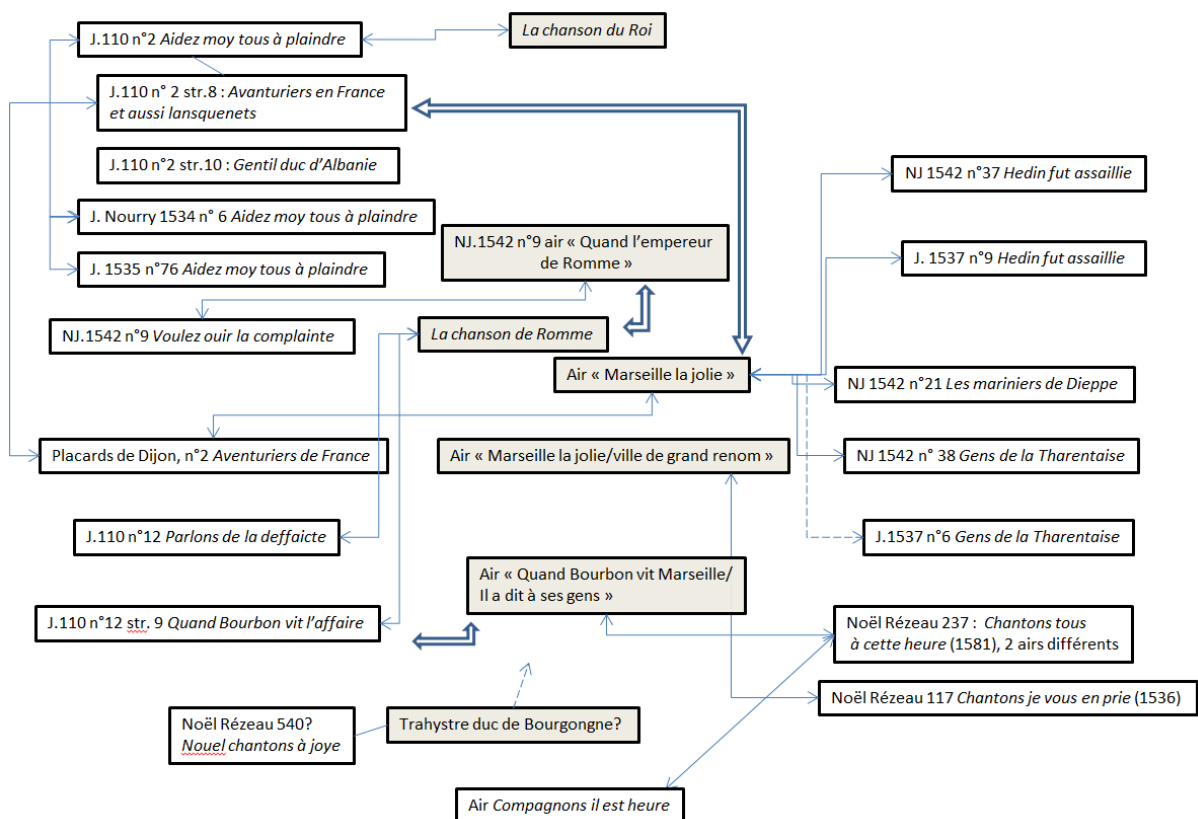 J.110 n°2 Aidez moy tous à plaindre
La chanson du Roi
J.110 n° 2 str.8 : Avanturiers en France
et aussi lansquenets
J.110 n°2 str.10 : Gentil duc d’Albanie
NJ 1542 n°37 Hedin fut assaillie
J. Nourry 1534 n° 6 Aidez moy tous à plaindre
NJ.1542 n°9 air « Quand l’empereur
de Romme »
J. 1537 n°9 Hedin fut assaillie
J. 1535 n°76 Aidez moy tous à plaindre
NJ.1542 n°9 Voulez ouir la complainte
La chanson de Romme
Air « Marseille la jolie »
NJ 1542 n°21 Les mariniers de Dieppe
Placards de Dijon, n°2 Aventuriers de France
Air « Marseille la jolie/ville de grand renom »
NJ 1542 n° 38 Gens de la Tharentaise
J.110 n°12 Parlons de la deffaicte
J.1537 n°6 Gens de la Tharentaise
Air « Quand Bourbon vit Marseille/
Il a dit à ses gens »
J.110 n°12 str. 9 Quand Bourbon vit l’affaire
Noël Rézeau 237 : Chantons tous
à cette heure (1581), 2 airs différents
Noël Rézeau 117 Chantons je vous en prie (1536)
Noël Rézeau 540?
Nouel chantons à joye
Trahystre duc de Bourgongne?
Air Compagnons il est heure